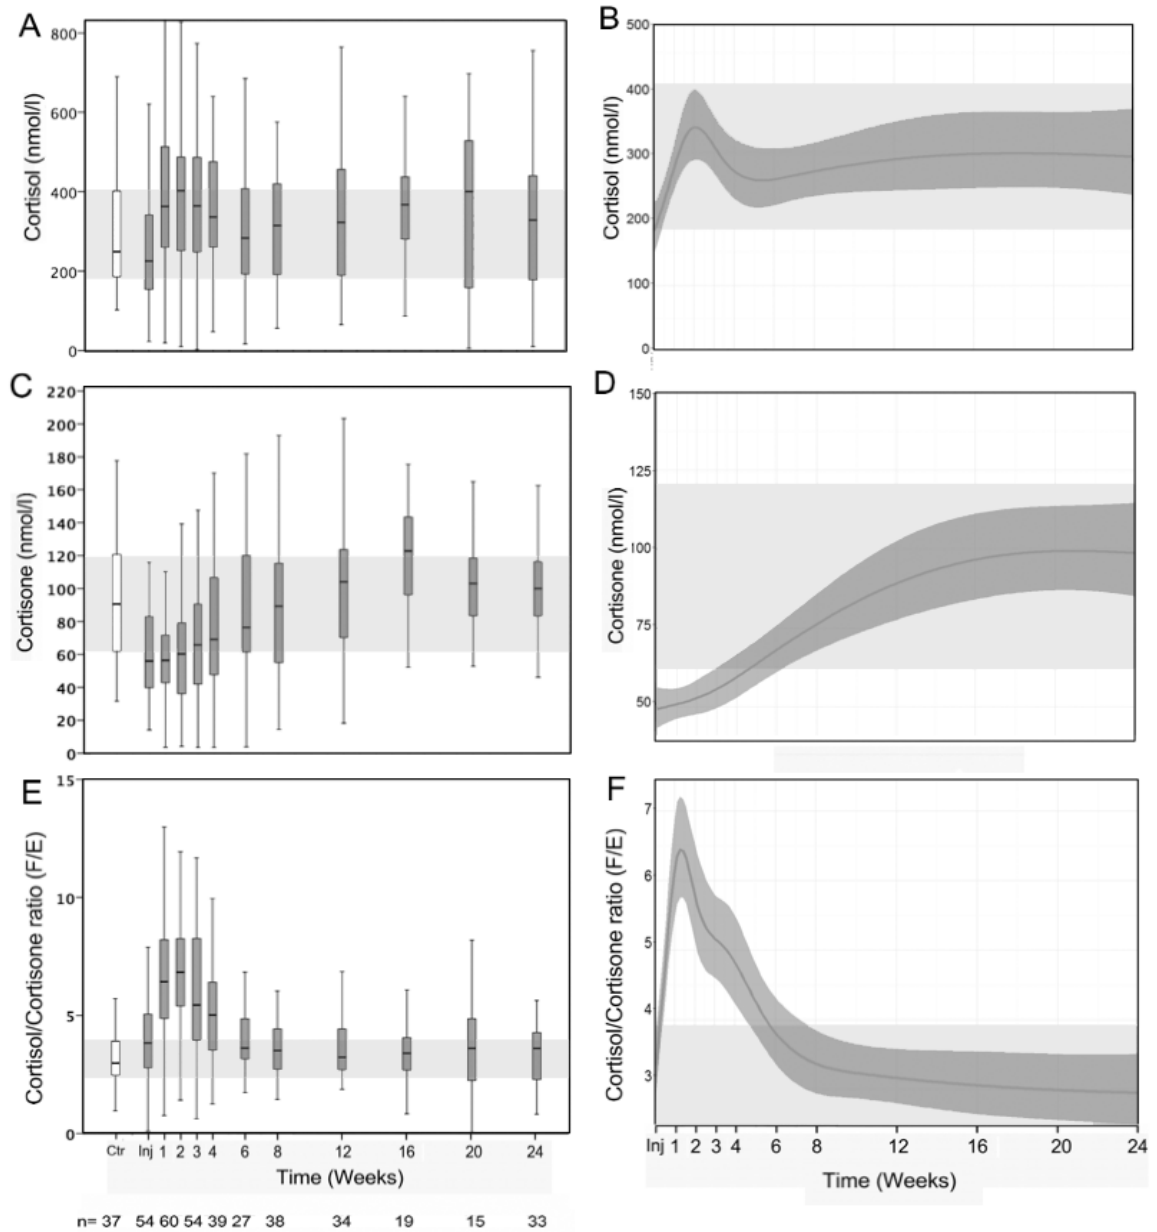 A
Cortisol (nmol/l)
800
600
400
200
0
B
Cortisol (nmol/l)
500
400
300
200
100
0
C
Cortisone (nmol/l)
220
200
180
160
140
120
100
80
60
40
20
0
D
Cortisone (nmol/l)
150
125
100
75
50
E
Cortisol/Cortisone ratio (F/E)
15
10
5
0
Ctr Inj 1 2 3 4 6 8 12 16 20 24
Time (Weeks)
n= 37 54 60 54 39 27 38 34 19 15 33
F
Cortisol/Cortisone ratio (F/E)
7
6
5
4
3
Inj 1 2 3 4 6 8 12 16 20 24
Time (Weeks)